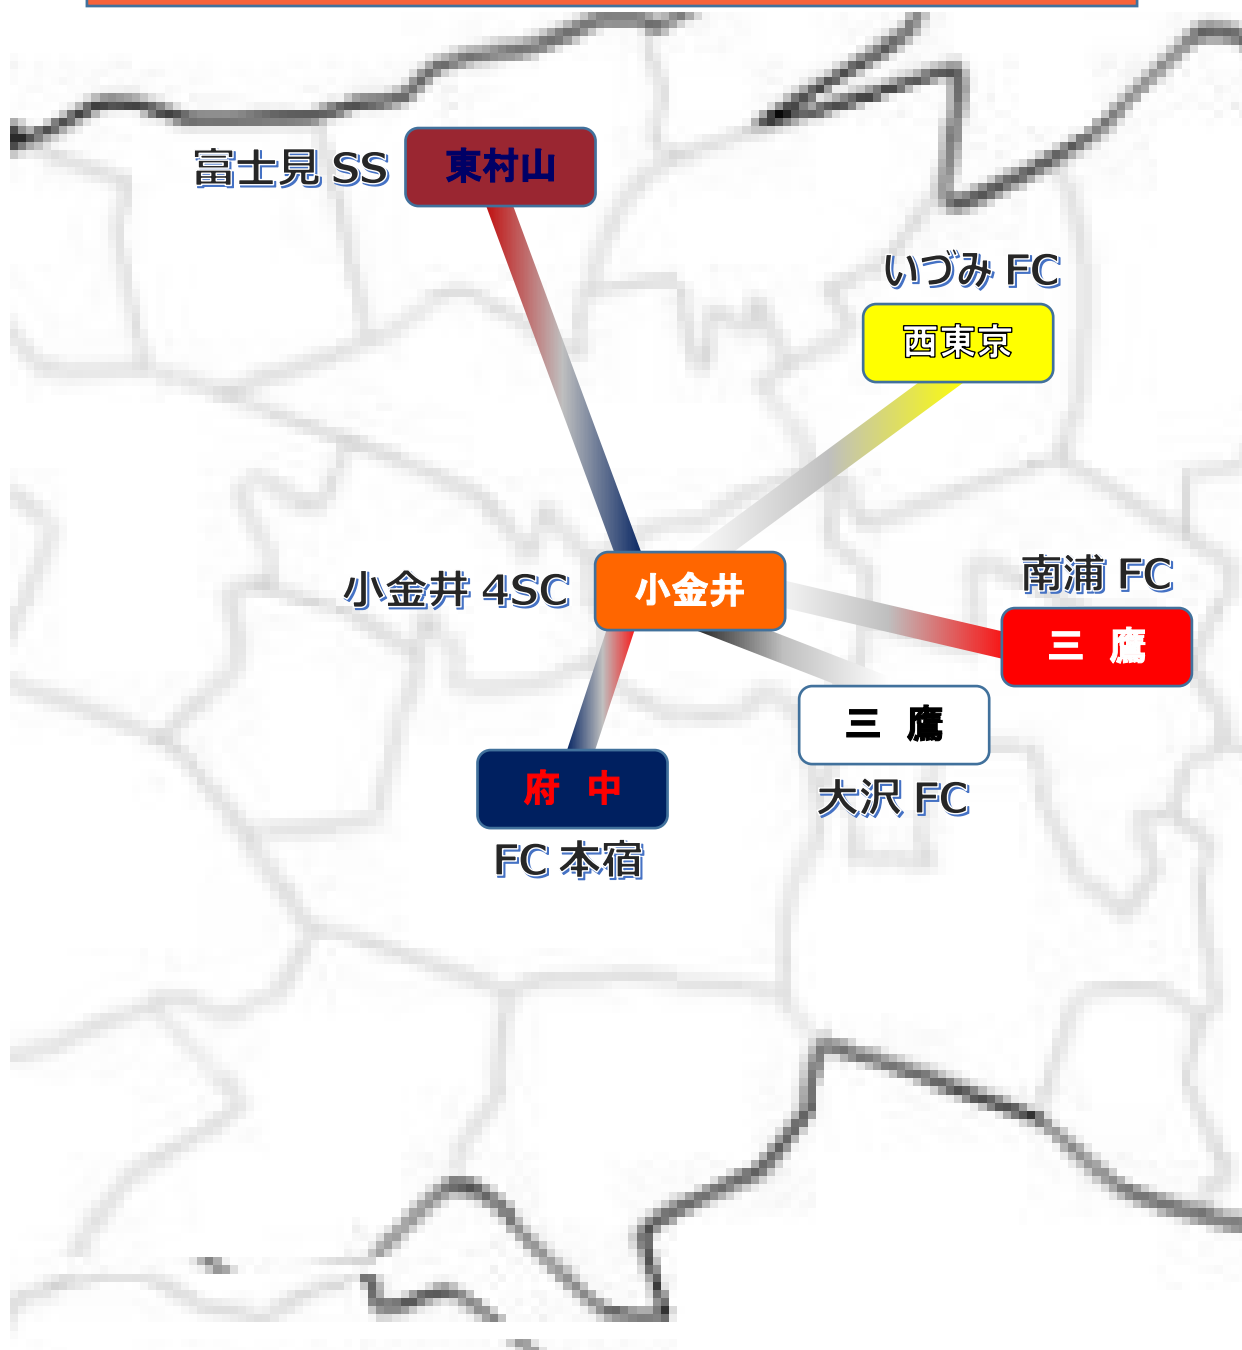 富士見 SS
東村山
いづみ FC
西東京
小金井 4SC
小金井
南浦 FC
三 鷹
三 鷹
大沢 FC
府 中
FC 本宿